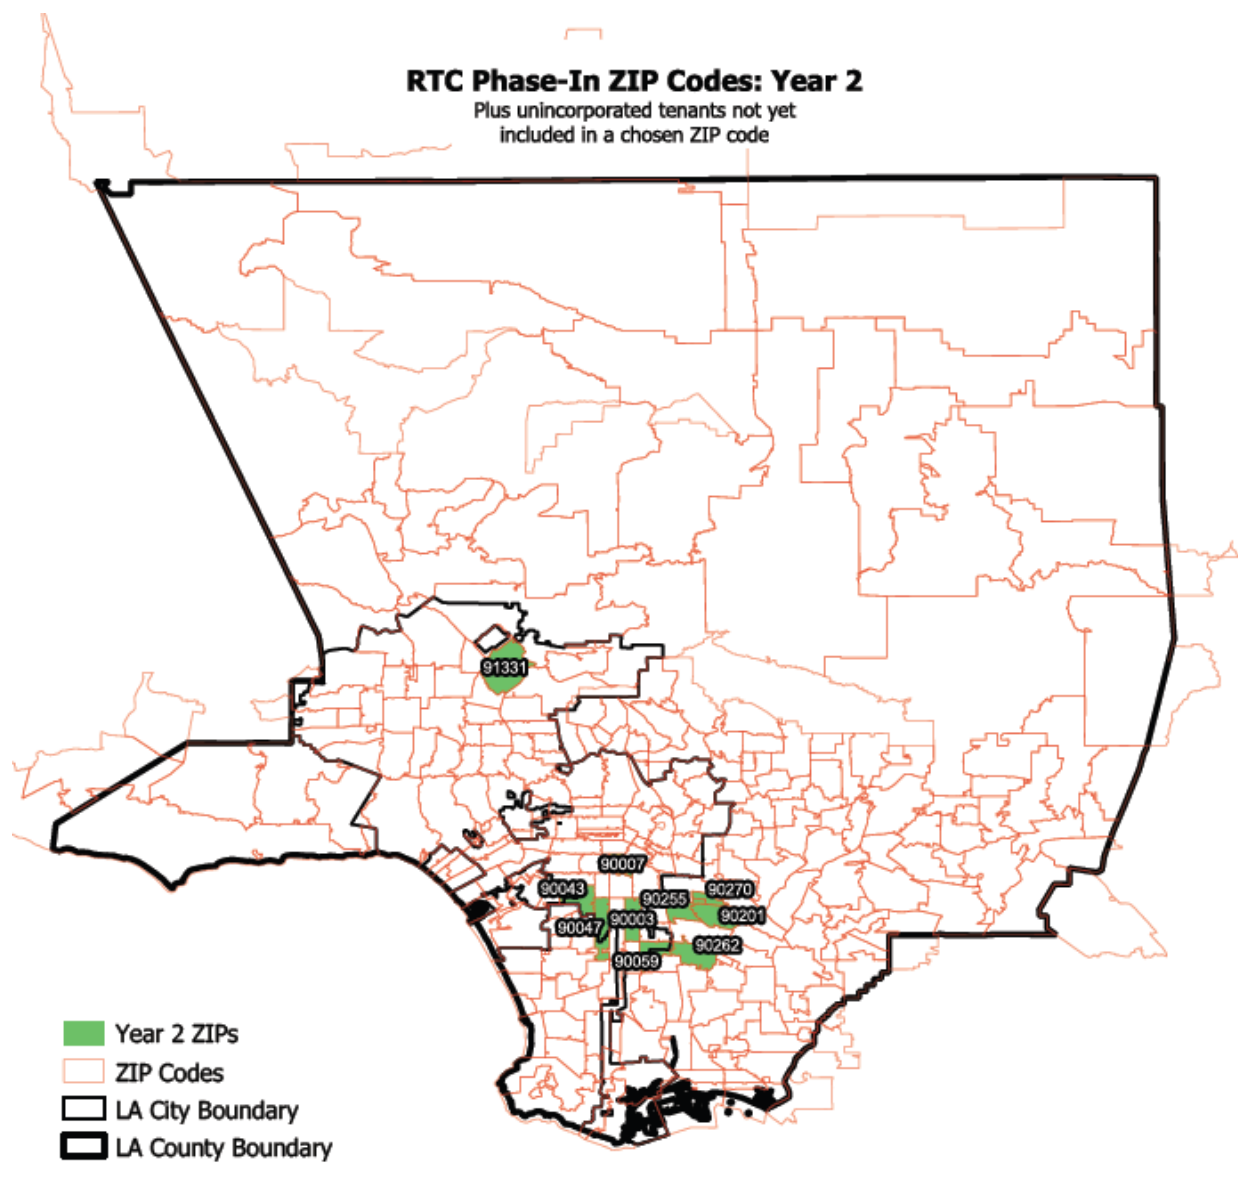 RTC Phase-In ZIP Codes: Year 2
Plus unincorporated tenants not yet
included in a chosen ZIP code
91331
90007
90043
90270
90255
90201
90003
90047
90262
90059
Year 2 ZIPs
ZIP Codes
LA City Boundary
LA County Boundary